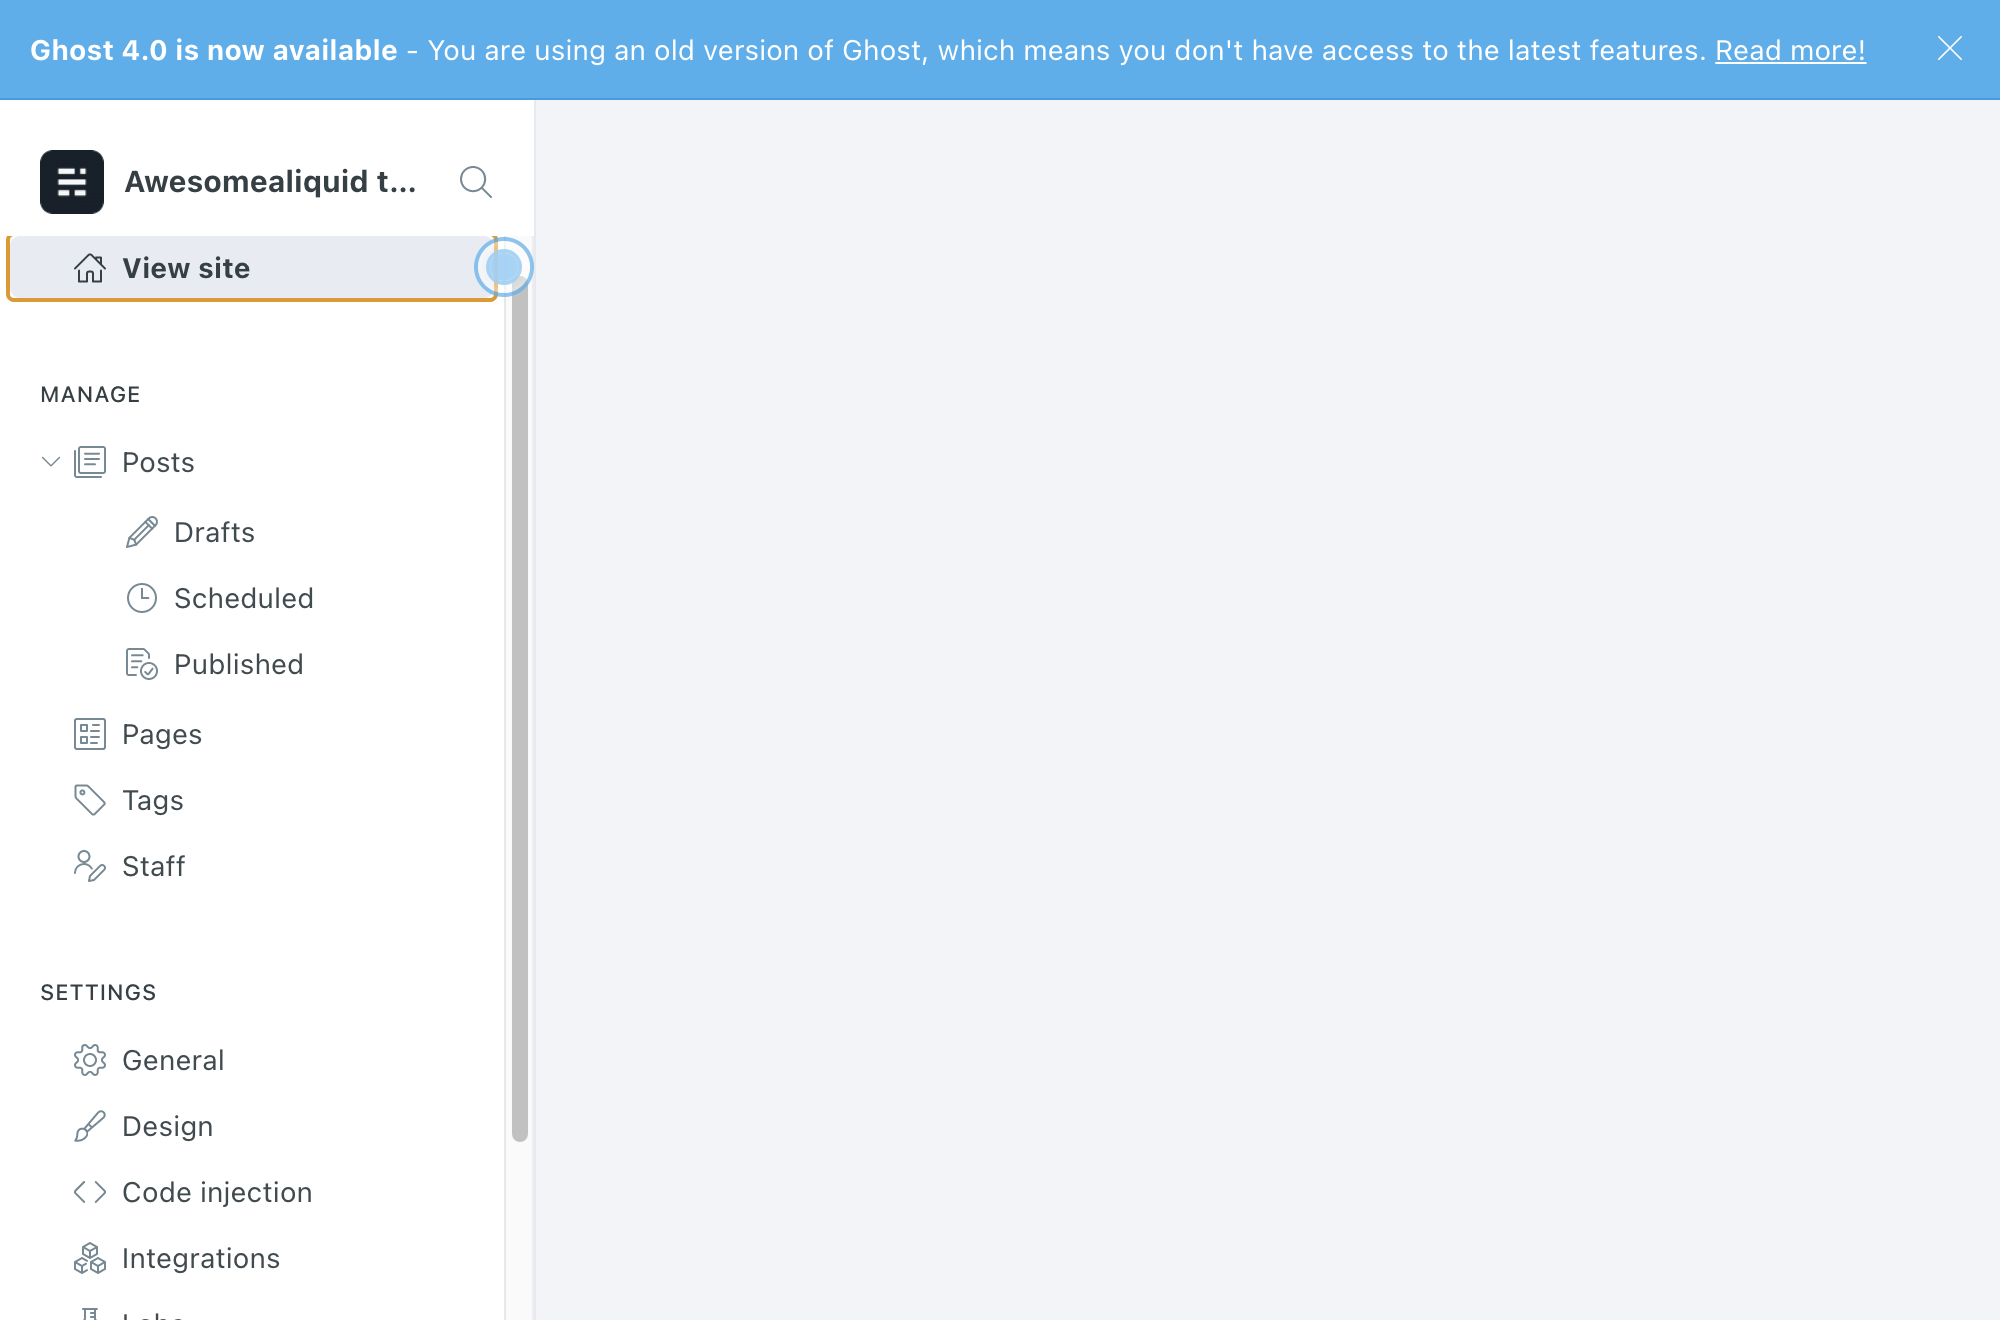 Ghost 4.0 is now available - You are using an old version of Ghost, which means you don't have access to the latest features. Read more!
Awesomealiquid t...
View site
MANAGE
Posts
Drafts
Scheduled
Published
Pages
Tags
Staff
SETTINGS
General
Design
Code injection
Integrations
Labs